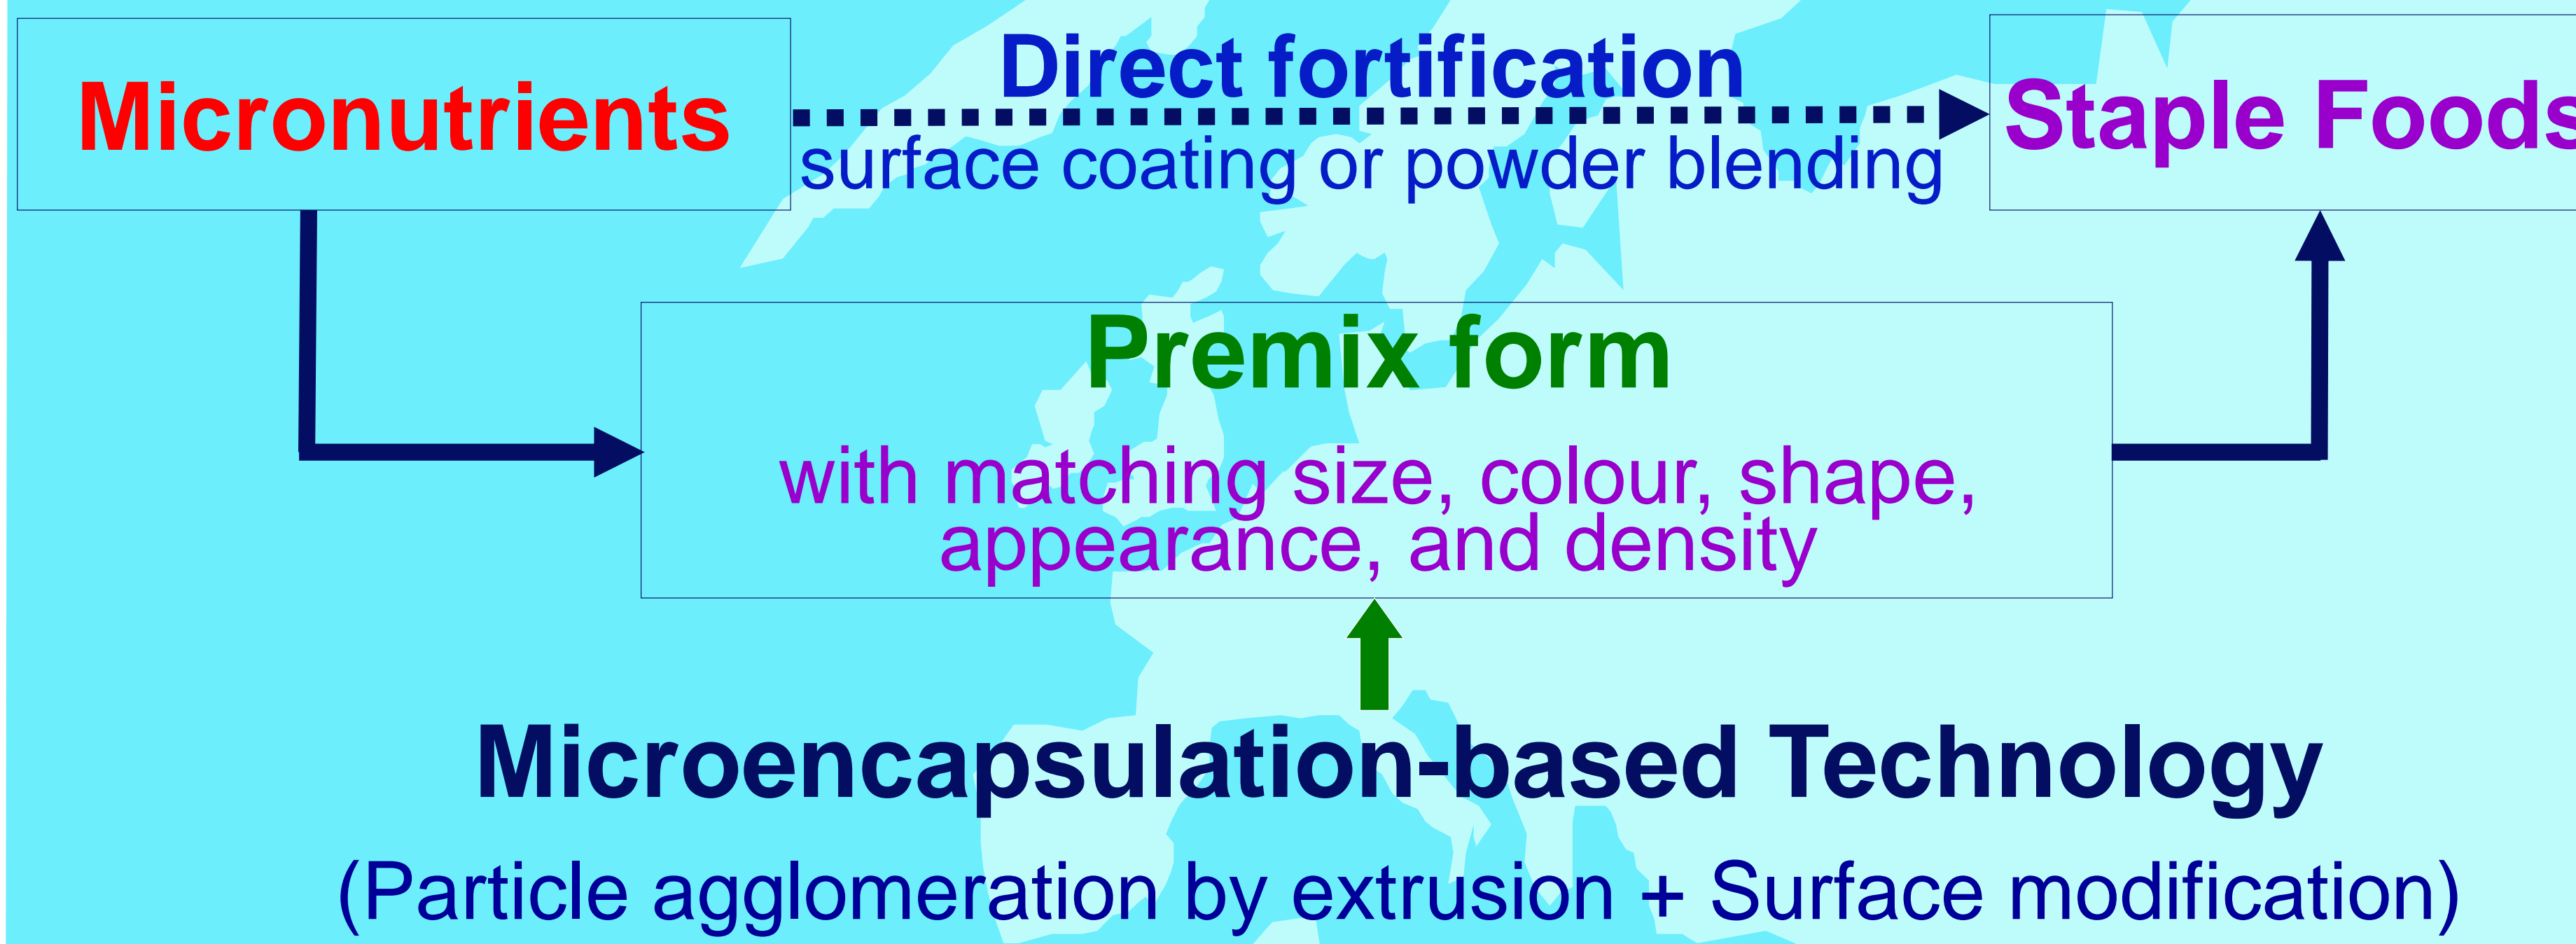 Micronutrients
Direct fortification
surface coating or powder blending
Staple Foods
Premix form
with matching size, colour, shape,
appearance, and density
Microencapsulation-based Technology
(Particle agglomeration by extrusion + Surface modification)